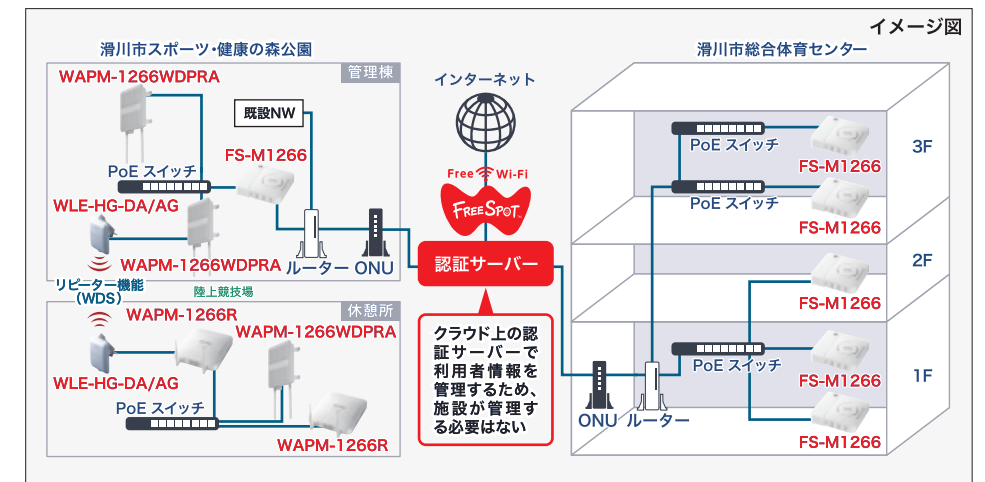 イメージ図
滑川市スポーツ・健康の森公園
管理棟
WAPM-1266WDPRA
既設NW
FS-M1266
PoE スイッチ
WLE-HG-DA/AG
WAPM-1266WDPRA
ルーター
ONU
リピーター機能
（WDS）
陸上競技場
休憩所
WAPM-1266R
WAPM-1266WDPRA
WLE-HG-DA/AG
PoE スイッチ
WAPM-1266R
インターネット
Free Wi-Fi
FREESPOT™
認証サーバー
クラウド上の認
証サーバーで
利用者情報を
管理するため、
施設が管理す
る必要はない
滑川市総合体育センター
3F
PoE スイッチ
FS-M1266
PoE スイッチ
FS-M1266
2F
FS-M1266
1F
PoE スイッチ
FS-M1266
ONU
ルーター
FS-M1266